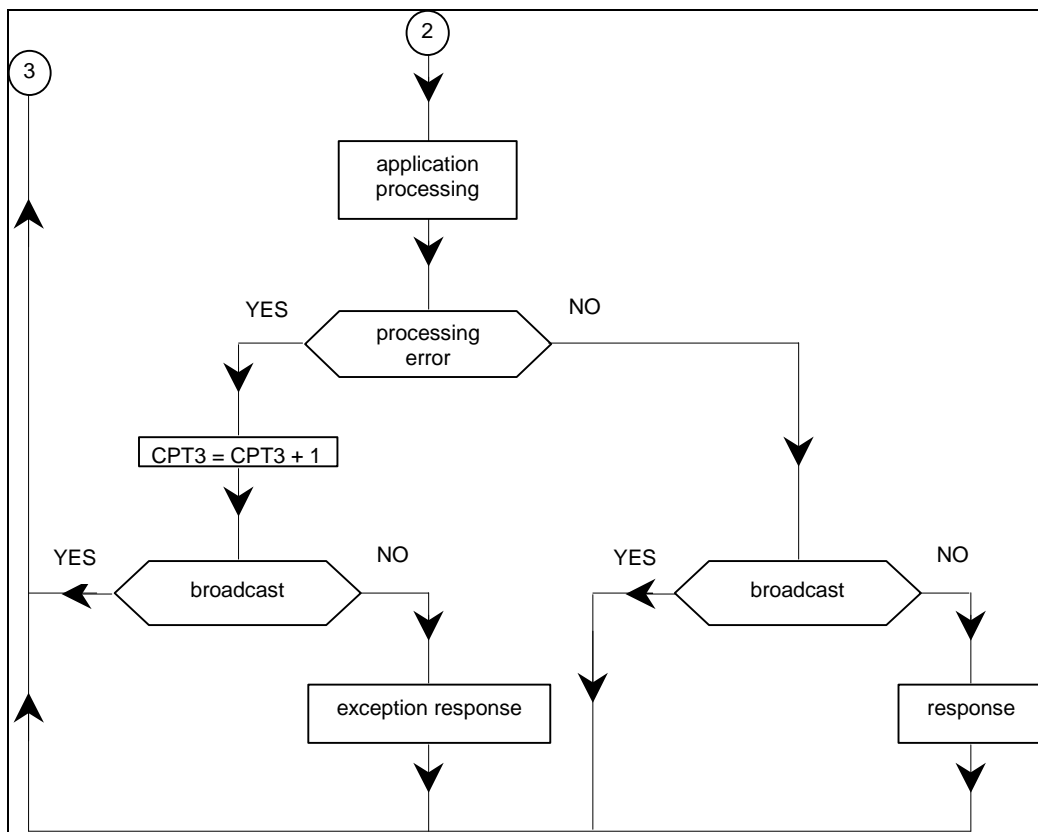 2
3
application
processing
YES
NO
processing
error
CPT3 = CPT3 + 1
YES
NO
YES
NO
broadcast
broadcast
exception response
response